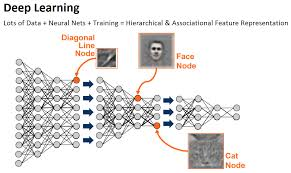 Deep Learning
Lots of Data + Neural Nets + Training = Hierarchical & Associational Feature Representation
Diagonal
Line
Node
Face
Node
Cat
Node